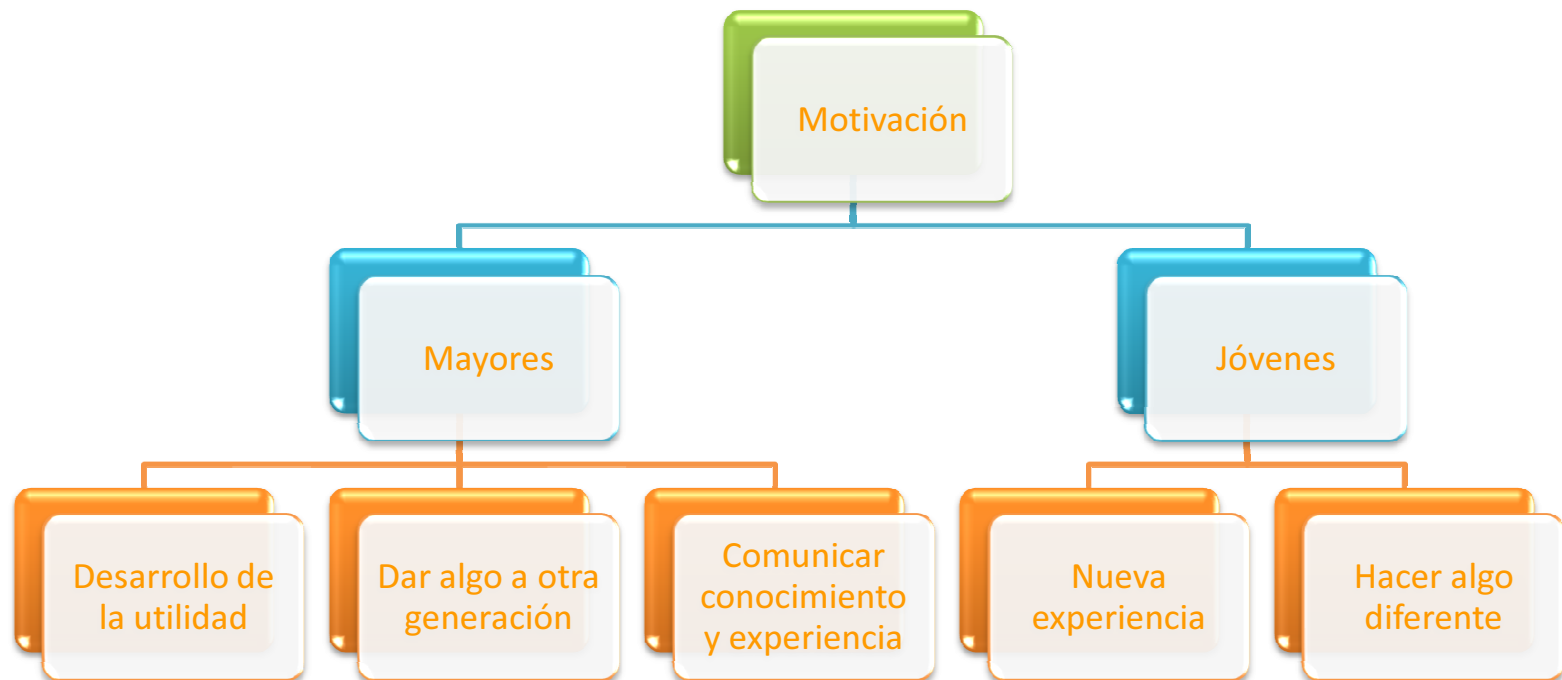 Motivación
Mayores
Jóvenes
Desarrollo de
la utilidad
Dar algo a otra
generación
Comunicar
conocimiento
y experiencia
Nueva
experiencia
Hacer algo
diferente